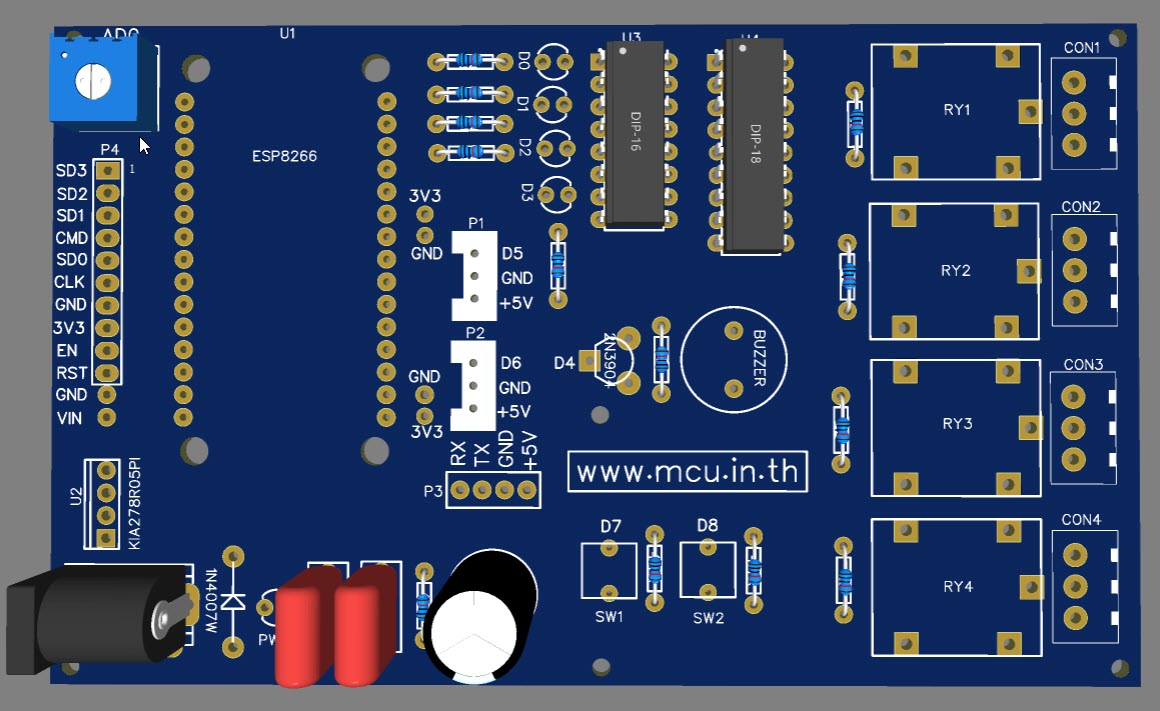 U1
ESP8266
P4
1
SD3
SD2
SD1
CMD
SD0
CLK
GND
3V3
EN
RST
GND
VIN
U2
KIA278R05PI
1N4007W
D0
D1
D2
D3
3V3
GND
P1
D5
GND
+5V
P2
D6
GND
+5V
GND
3V3
RX
TX
GND
+5V
P3
U3
DIP-16
DIP-18
D4
2N3904
BUZZER
www.mcu.in.th
D7
SW1
D8
SW2
RY1
CON1
RY2
CON2
RY3
CON3
RY4
CON4